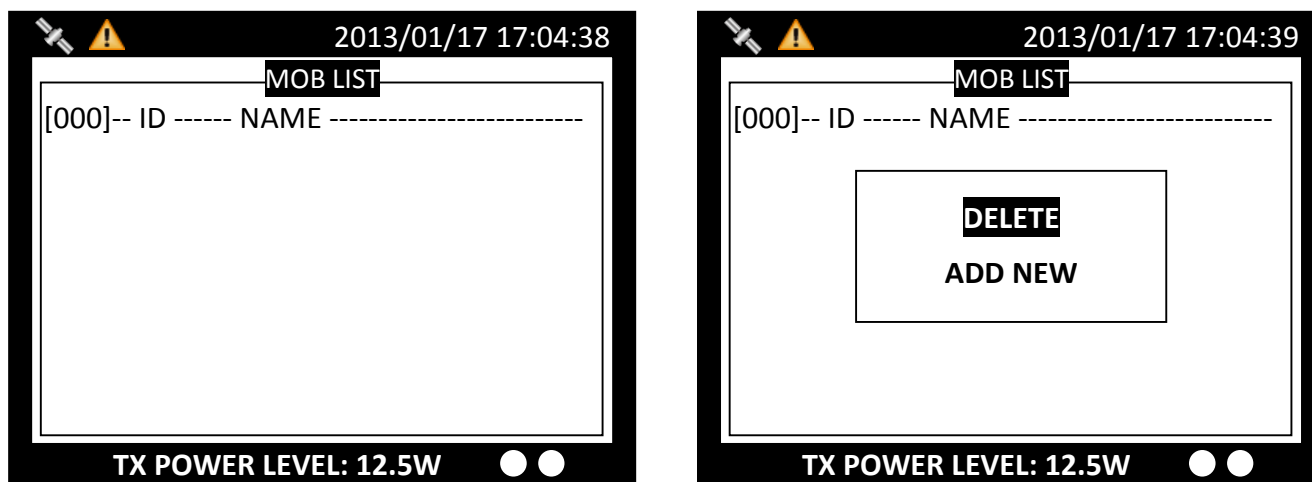 2013/01/17 17:04:38
MOB LIST
[000]-- ID ------ NAME --------------------------
TX POWER LEVEL: 12.5W
2013/01/17 17:04:39
MOB LIST
[000]-- ID ------ NAME --------------------------
DELETE
ADD NEW
TX POWER LEVEL: 12.5W